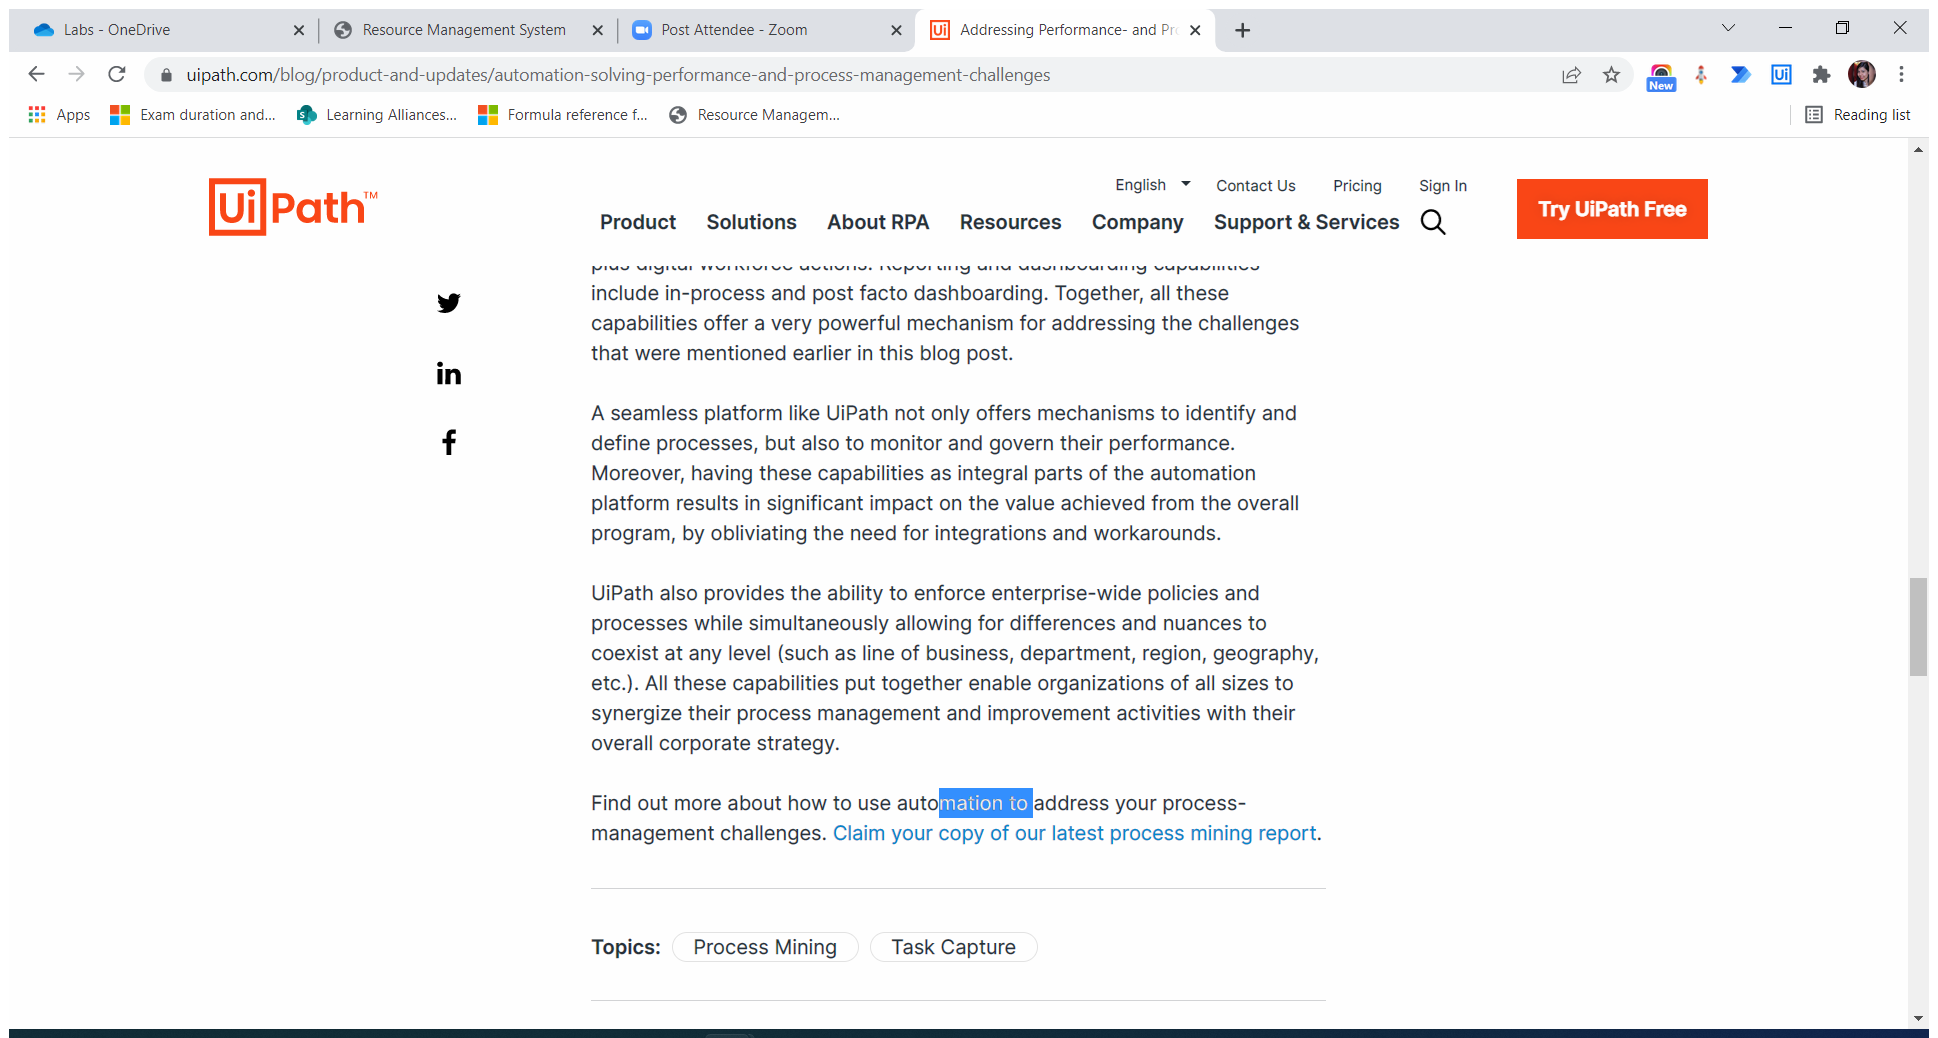 Labs - OneDrive
Resource Management System
Post Attendee - Zoom
Ui Addressing Performance- and Pr
uipath.com/blog/product-and-updates/automation-solving-performance-and-process-management-challenges
New
Ui
Apps
Exam duration and...
S Learning Alliances...
Formula reference f...
Resource Managem...
Reading list
UiPath™
English
Contact Us
Pricing
Sign In
Product
Solutions
About RPA
Resources
Company
Support & Services
Try UiPath Free
plus digital workforce actions. Reporting and dashboarding capabilities
include in-process and post facto dashboarding. Together, all these
capabilities offer a very powerful mechanism for addressing the challenges
that were mentioned earlier in this blog post.
in
f
A seamless platform like UiPath not only offers mechanisms to identify and
define processes, but also to monitor and govern their performance.
Moreover, having these capabilities as integral parts of the automation
platform results in significant impact on the value achieved from the overall
program, by obliviating the need for integrations and workarounds.
UiPath also provides the ability to enforce enterprise-wide policies and
processes while simultaneously allowing for differences and nuances to
coexist at any level (such as line of business, department, region, geography,
etc.). All these capabilities put together enable organizations of all sizes to
synergize their process management and improvement activities with their
overall corporate strategy.
Find out more about how to use automation to address your process-
management challenges. Claim your copy of our latest process mining report.
Topics:
Process Mining
Task Capture